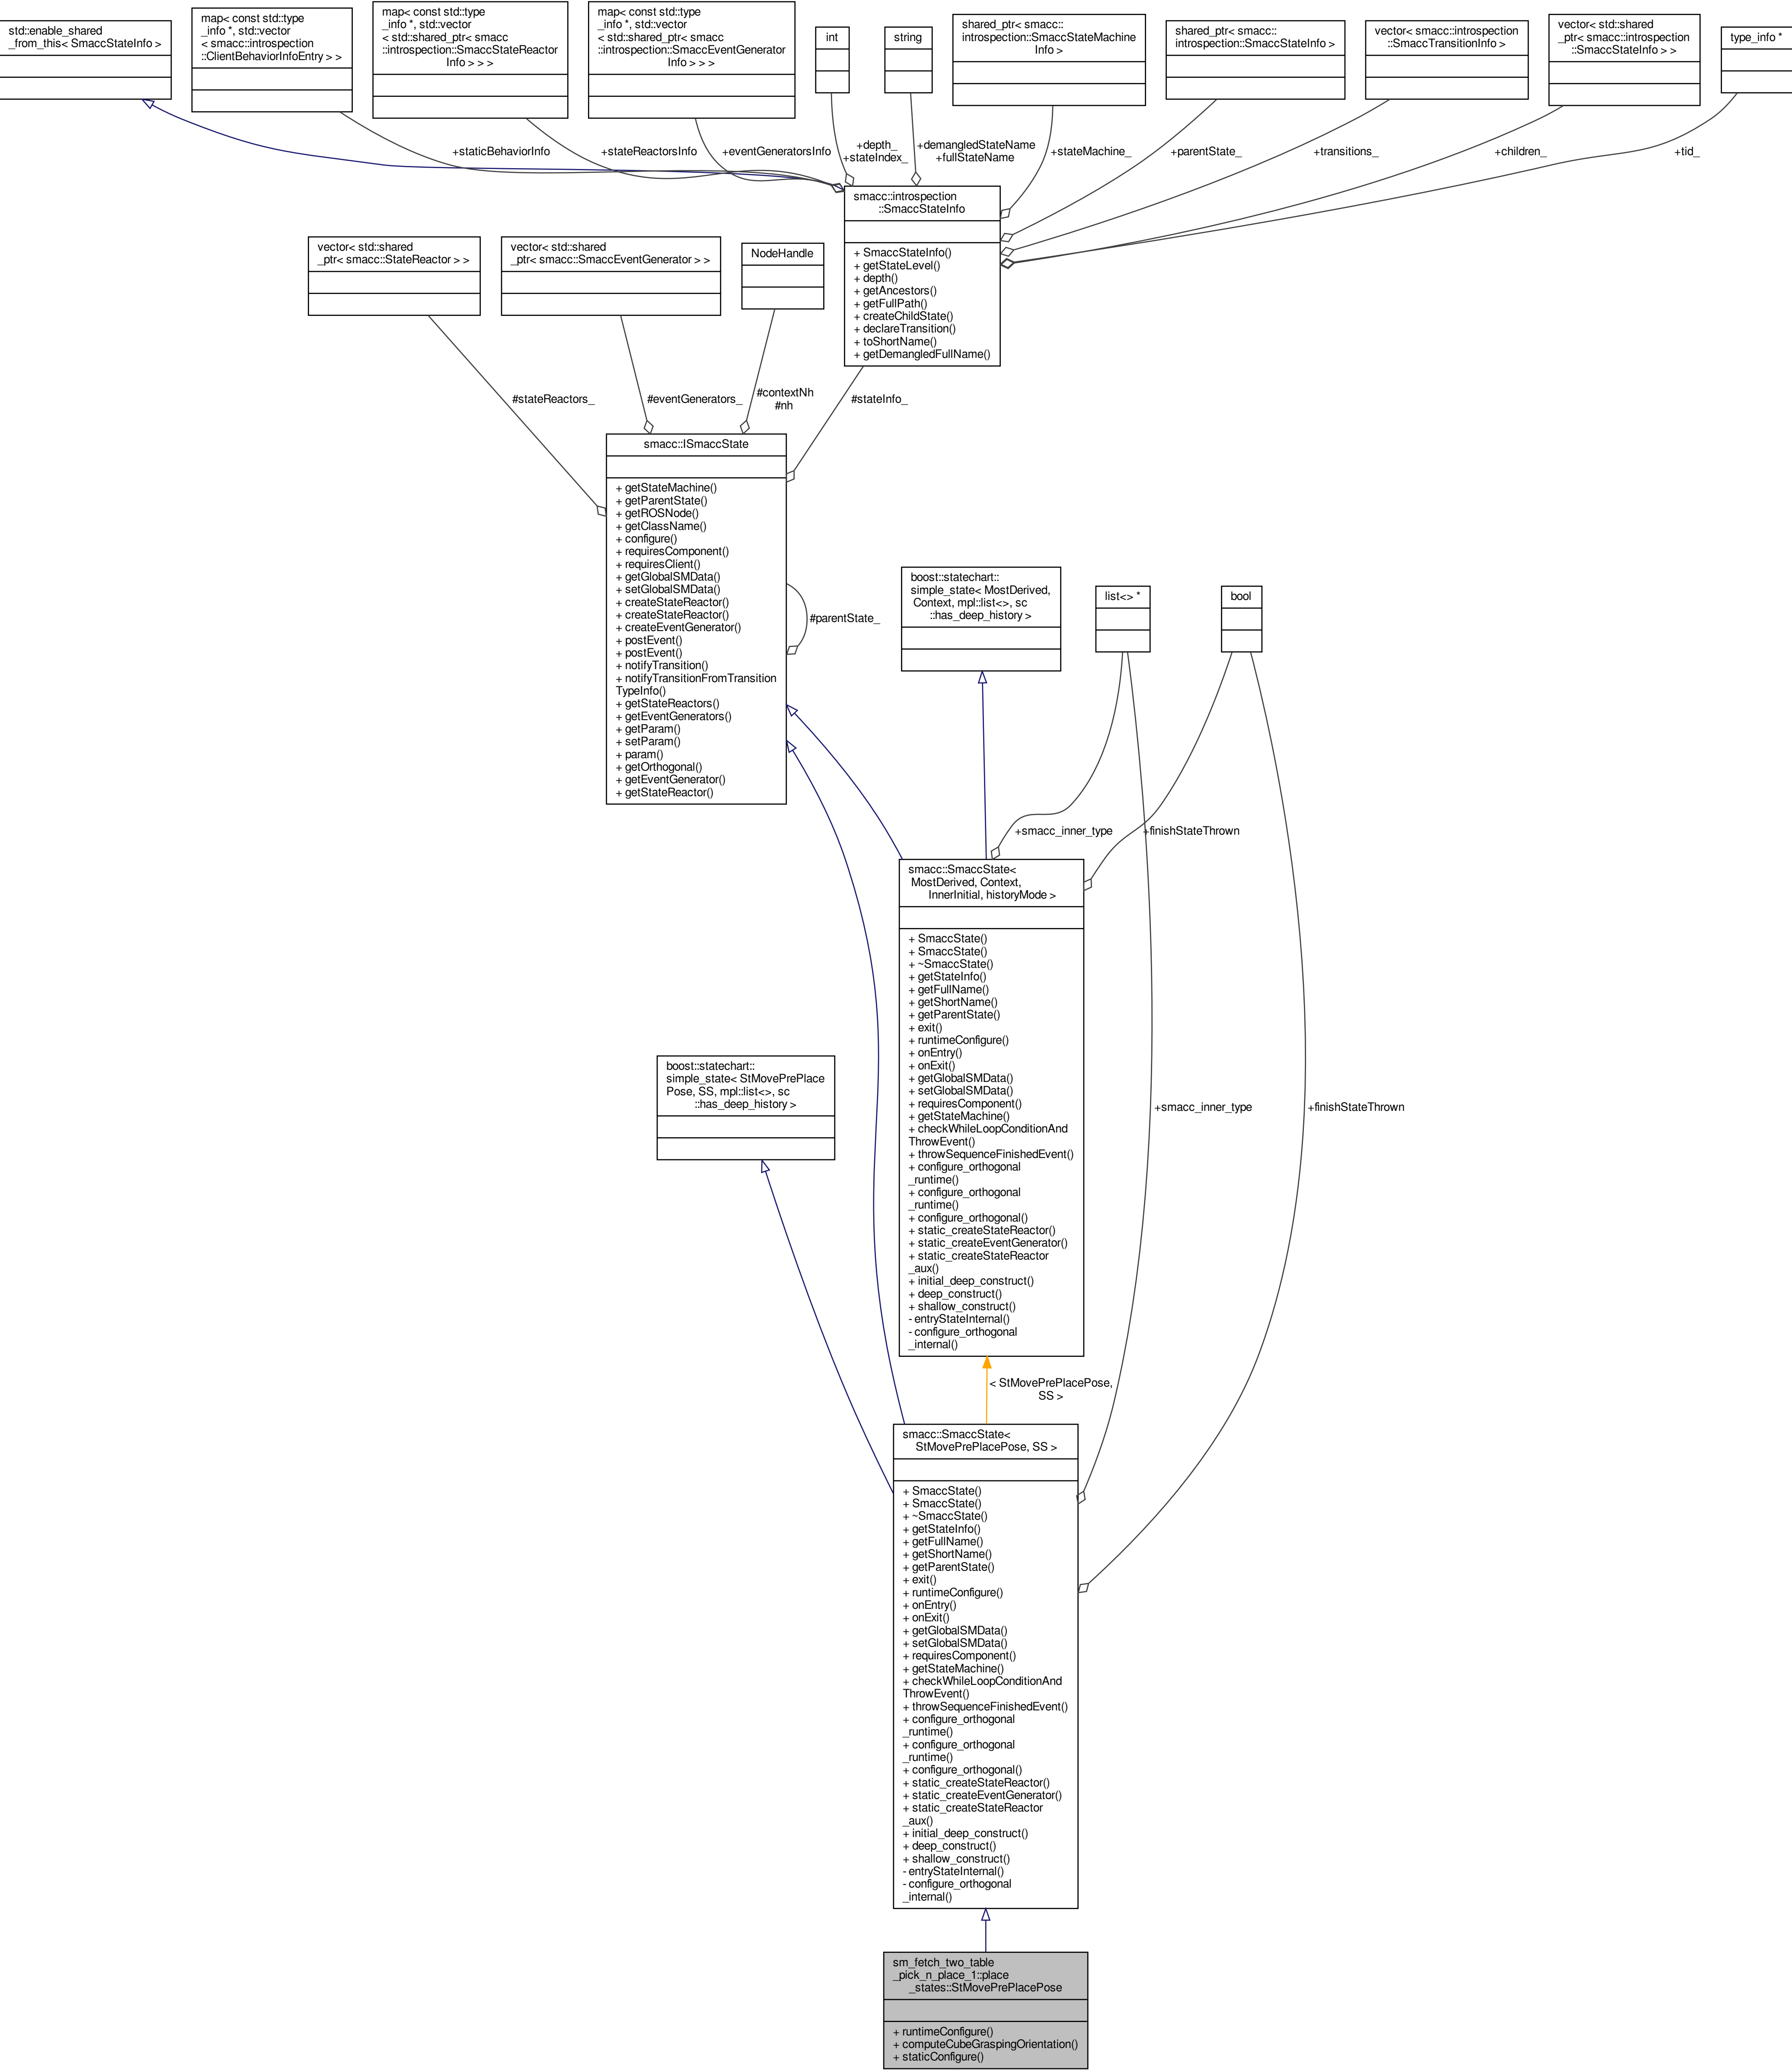 std::enable_shared
_from_this< SmaccStateInfo >
map< const std::type
_info *, std::vector
< smacc::introspection
::ClientBehaviorInfoEntry > >
map< const std::type
_info *, std::vector
< std::shared_ptr< smacc
::introspection::SmaccStateReactor
Info > > >
map< const std::type
_info *, std::vector
< std::shared_ptr< smacc
::introspection::SmaccEventGenerator
Info > > >
int
string
shared_ptr< smacc::
introspection::SmaccStateMachine
Info >
shared_ptr< smacc::
introspection::SmaccStateInfo >
vector< smacc::introspection
::SmaccTransitionInfo >
vector< std::shared
_ptr< smacc::introspection
::SmaccStateInfo > >
type_info *
+staticBehaviorInfo
+stateReactorsInfo
+eventGeneratorsInfo
+depth_
+stateIndex_
+demangledStateName
+fullStateName
+stateMachine_
+parentState_
+transitions_
+children_
+tid_
smacc::introspection
::SmaccStateInfo
+ SmaccStateInfo()
+ getStateLevel()
+ depth()
+ getAncestors()
+ getFullPath()
+ createChildState()
+ declareTransition()
+ toShortName()
+ getDemangledFullName()
vector< std::shared
_ptr< smacc::StateReactor > >
vector< std::shared
_ptr< smacc::SmaccEventGenerator > >
NodeHandle
#stateReactors_
#eventGenerators_
#contextNh
#nh
#stateInfo_
smacc::ISmaccState
+ getStateMachine()
+ getParentState()
+ getROSNode()
+ getClassName()
+ configure()
+ requiresComponent()
+ requiresClient()
+ getGlobalSMData()
+ setGlobalSMData()
+ createStateReactor()
+ createStateReactor()
+ createEventGenerator()
+ postEvent()
+ postEvent()
+ notifyTransition()
+ notifyTransitionFromTransition
TypeInfo()
+ getStateReactors()
+ getEventGenerators()
+ getParam()
+ setParam()
+ param()
+ getOrthogonal()
+ getEventGenerator()
+ getStateReactor()
#parentState_
boost::statechart::
simple_state< MostDerived,
Context, mpl::list<>, sc
::has_deep_history >
list<> *
bool
+smacc_inner_type
+finishStateThrown
smacc::SmaccState<
MostDerived, Context,
InnerInitial, historyMode >
+ SmaccState()
+ SmaccState()
+ ~SmaccState()
+ getStateInfo()
+ getFullName()
+ getShortName()
+ getParentState()
+ exit()
+ runtimeConfigure()
+ onEntry()
+ onExit()
+ getGlobalSMData()
+ setGlobalSMData()
+ requiresComponent()
+ getStateMachine()
+ checkWhileLoopConditionAnd
ThrowEvent()
+ throwSequenceFinishedEvent()
+ configure_orthogonal
_runtime()
+ configure_orthogonal
_runtime()
+ configure_orthogonal()
+ static_createStateReactor()
+ static_createEventGenerator()
+ static_createStateReactor
_aux()
+ initial_deep_construct()
+ deep_construct()
+ shallow_construct()
- entryStateInternal()
- configure_orthogonal
_internal()
boost::statechart::
simple_state< StMovePrePlace
Pose, SS, mpl::list<>, sc
::has_deep_history >
+smacc_inner_type
+finishStateThrown
< StMovePrePlacePose,
SS >
smacc::SmaccState<
StMovePrePlacePose, SS >
+ SmaccState()
+ SmaccState()
+ ~SmaccState()
+ getStateInfo()
+ getFullName()
+ getShortName()
+ getParentState()
+ exit()
+ runtimeConfigure()
+ onEntry()
+ onExit()
+ getGlobalSMData()
+ setGlobalSMData()
+ requiresComponent()
+ getStateMachine()
+ checkWhileLoopConditionAnd
ThrowEvent()
+ throwSequenceFinishedEvent()
+ configure_orthogonal
_runtime()
+ configure_orthogonal
_runtime()
+ configure_orthogonal()
+ static_createStateReactor()
+ static_createEventGenerator()
+ static_createStateReactor
_aux()
+ initial_deep_construct()
+ deep_construct()
+ shallow_construct()
- entryStateInternal()
- configure_orthogonal
_internal()
sm_fetch_two_table
_pick_n_place_1::place
_states::StMovePrePlacePose
+ runtimeConfigure()
+ computeCubeGraspingOrientation()
+ staticConfigure()